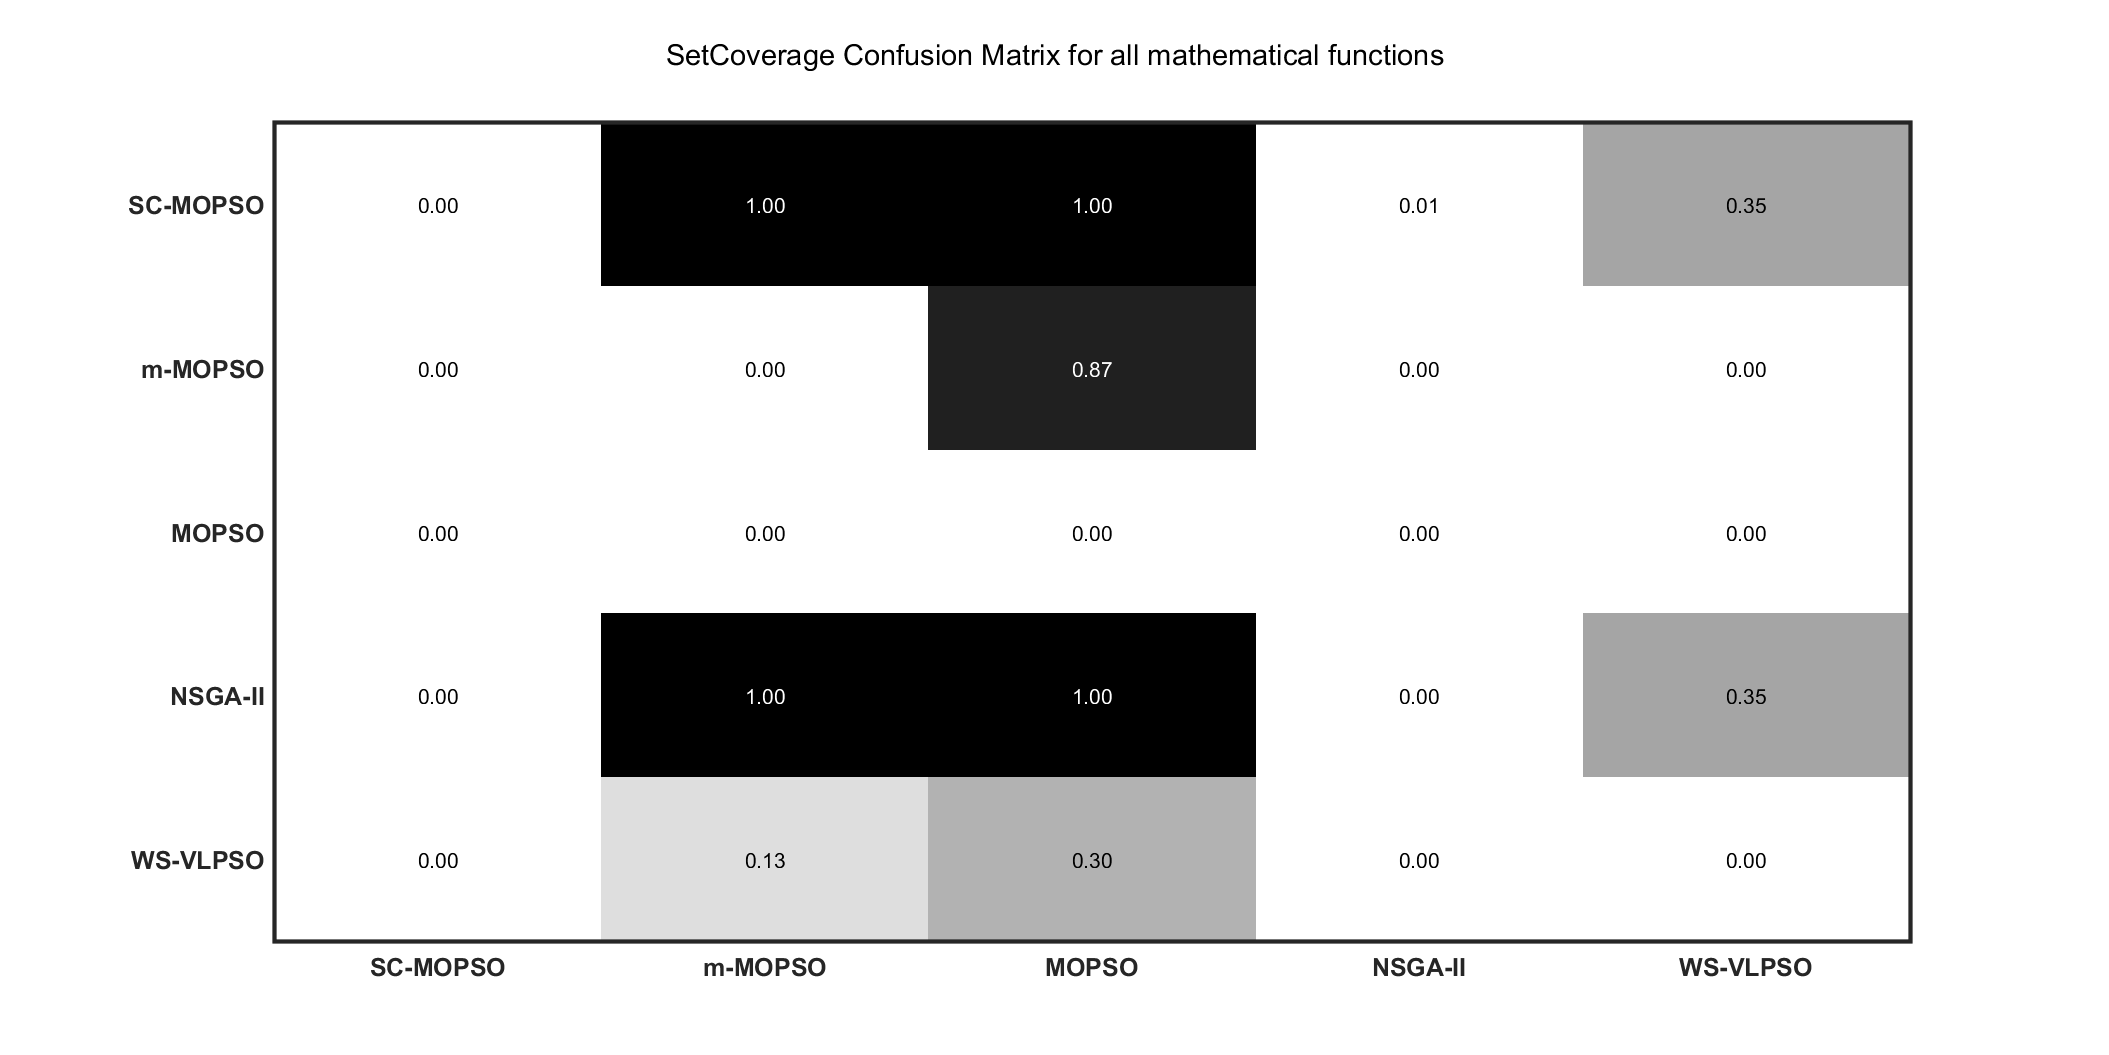 SetCoverage Confusion Matrix for all mathematical functions
SC-MOPSO 0.00 1.00 1.00 0.01 0.35
m-MOPSO 0.00 0.00 0.87 0.00 0.00
MOPSO 0.00 0.00 0.00 0.00 0.00
NSGA-II 0.00 1.00 1.00 0.00 0.35
WS-VLPSO 0.00 0.13 0.30 0.00 0.00
SC-MOPSO m-MOPSO MOPSO NSGA-II WS-VLPSO